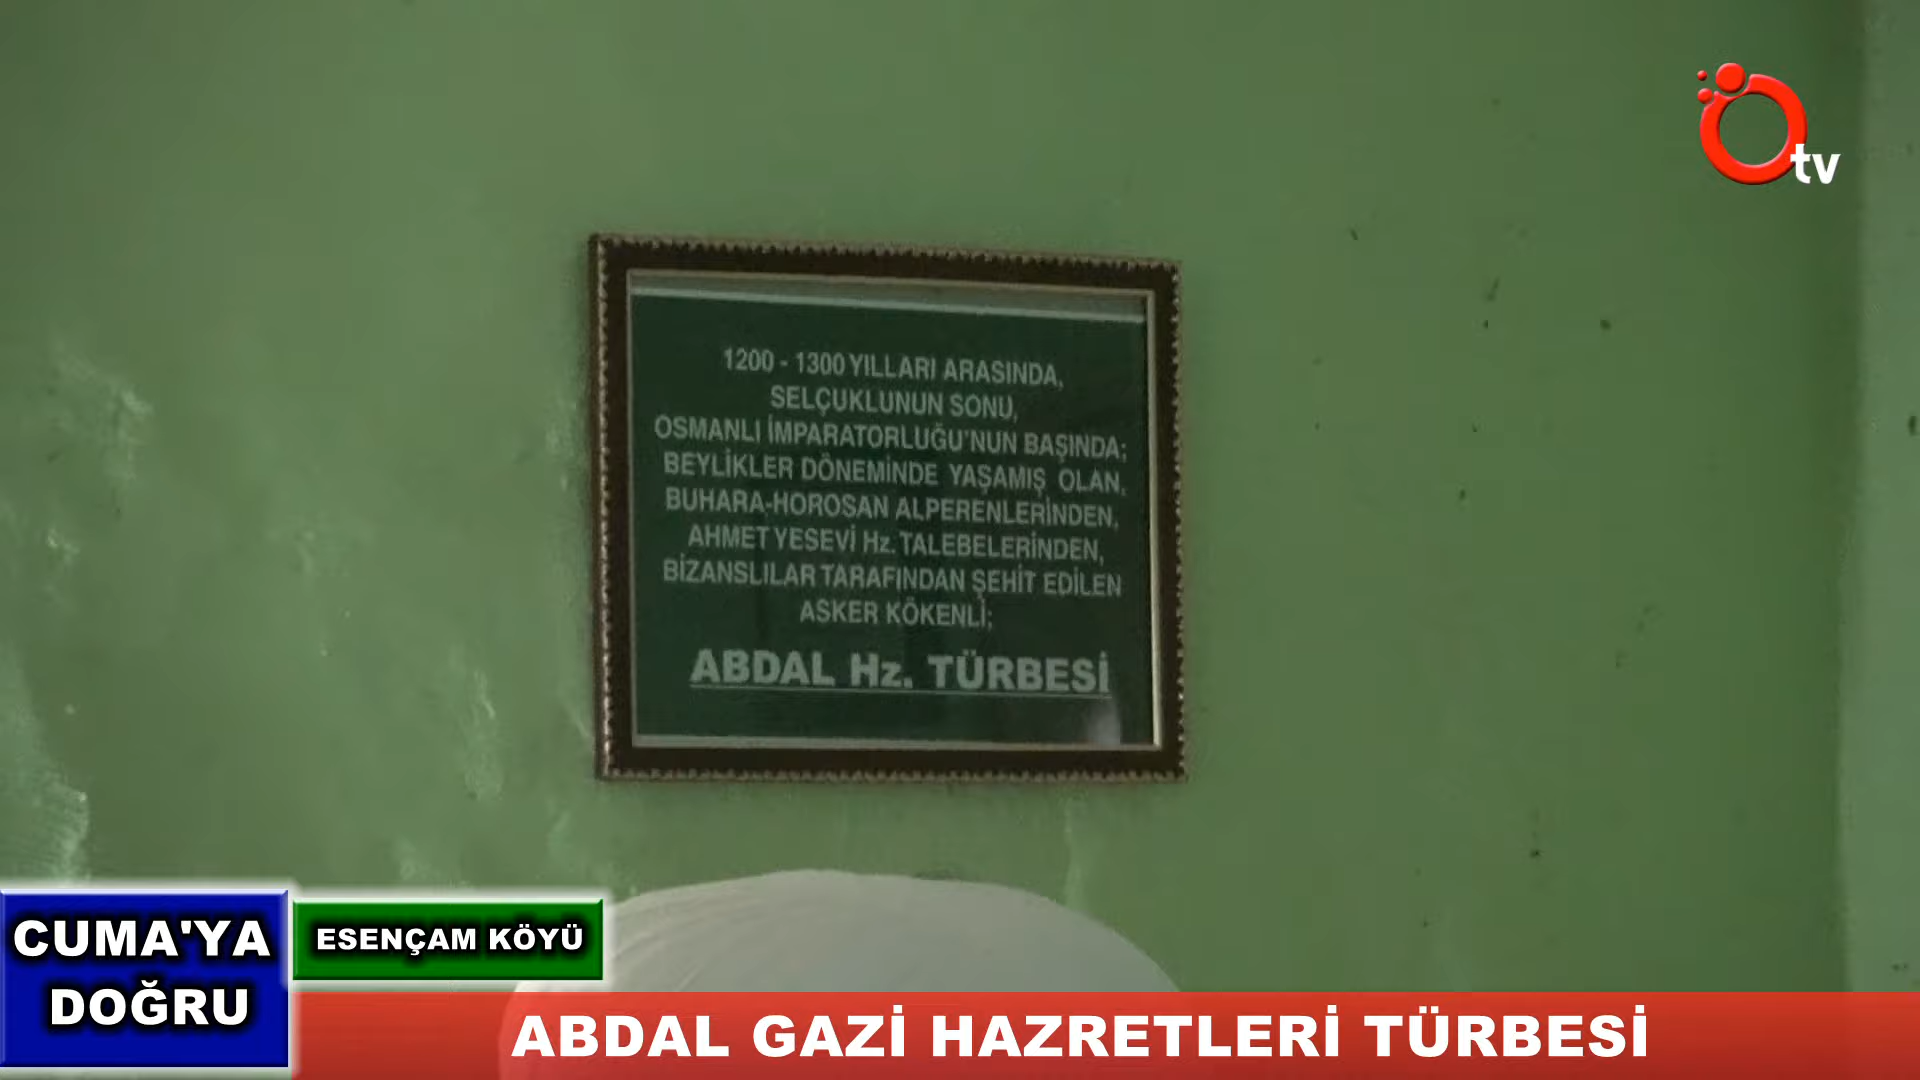 tv
1200 - 1300 YILLARI ARASINDA,
SELÇUKLUNUN SONU,
OSMANLI İMPARATORLUĞU'NUN BAŞINDA;
BEYLİKLER DÖNEMİNDE YAŞAMIŞ OLAN,
BUHARA-HOROSAN ALPERENLERİNDEN,
AHMET YESEVİ Hz. TALEBELERİNDEN,
BİZANSLILAR TARAFINDAN ŞEHİT EDİLEN
ASKER KÖKENLİ;
ABDAL Hz. TÜRBESİ
CUMA'YA
DOĞRU
ESENÇAM KÖYÜ
ABDAL GAZİ HAZRETLERİ TÜRBESİ